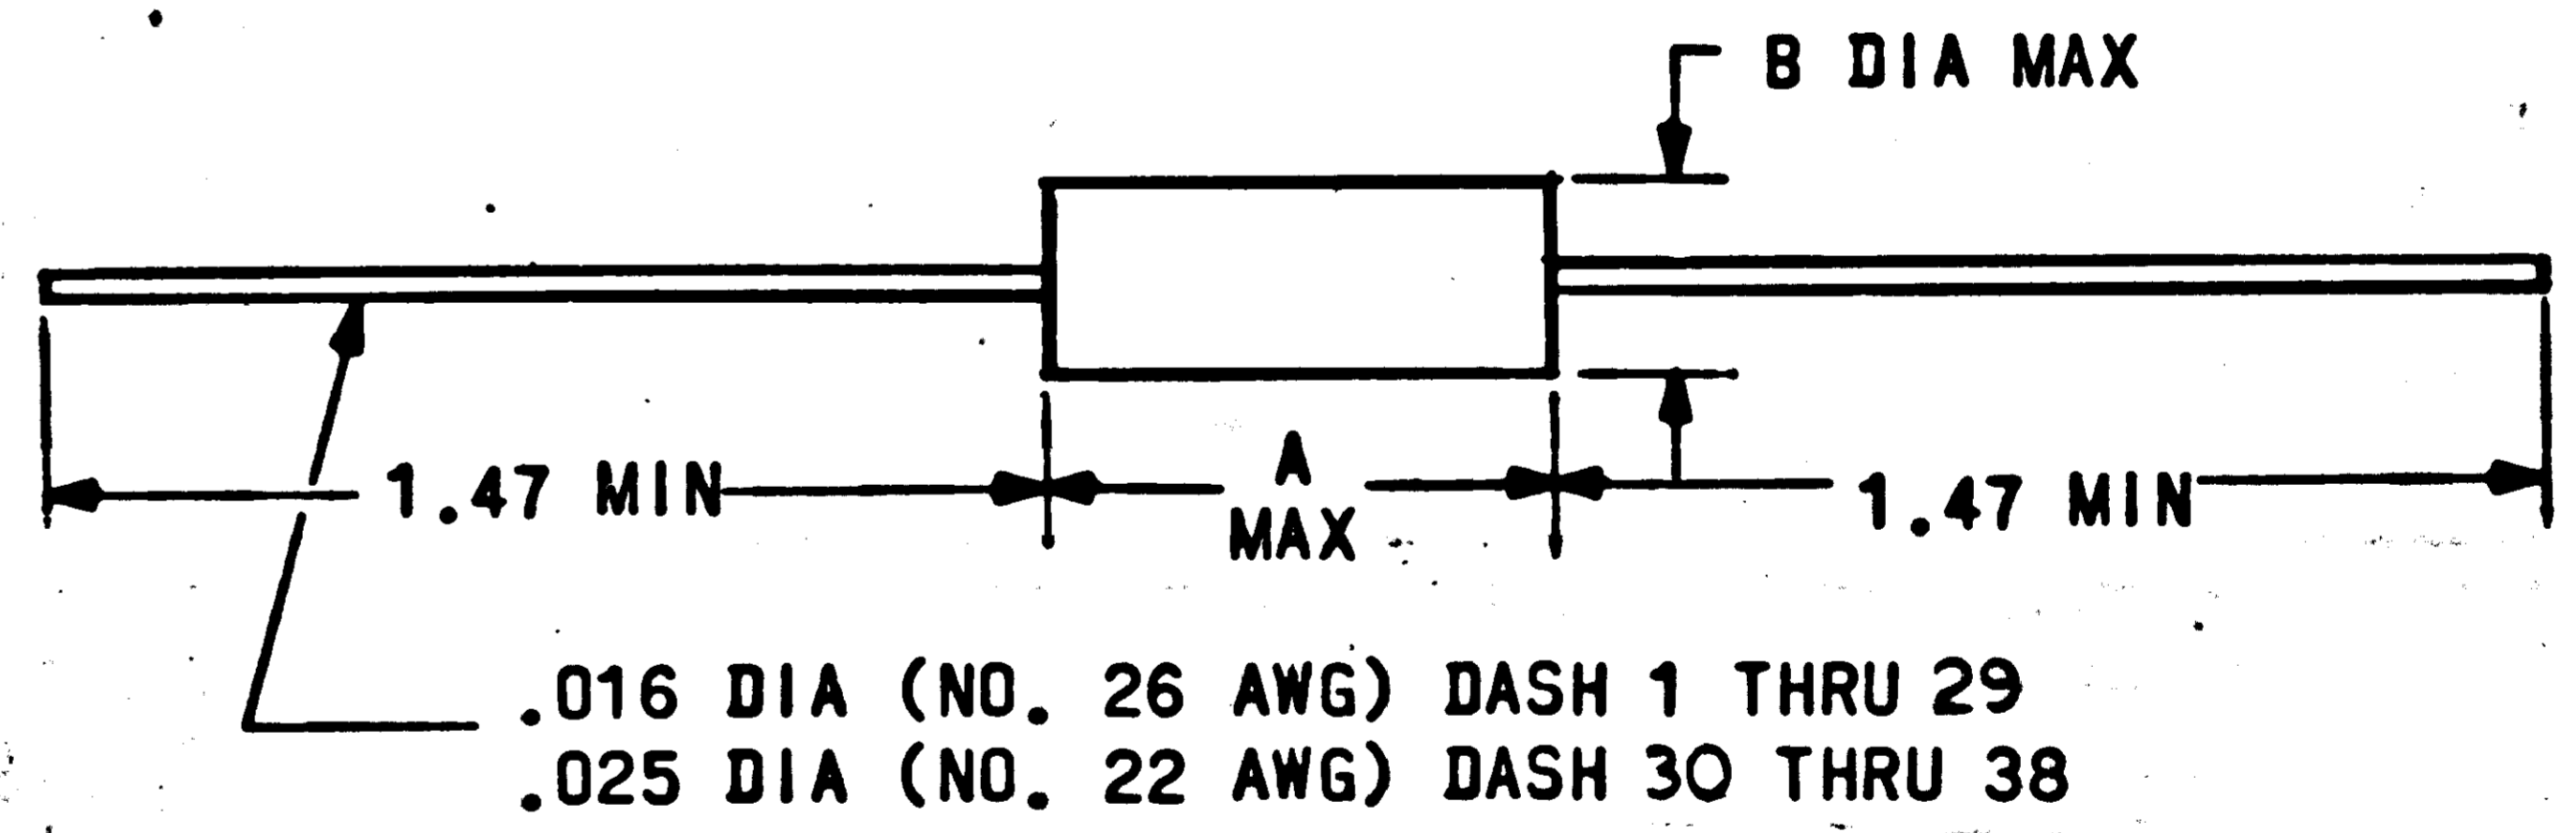 B DIA MAX
1.47 MIN
A
MAX
1.47 MIN
.016 DIA (NO. 26 AWG) DASH 1 THRU 29
.025 DIA (NO. 22 AWG) DASH 30 THRU 38